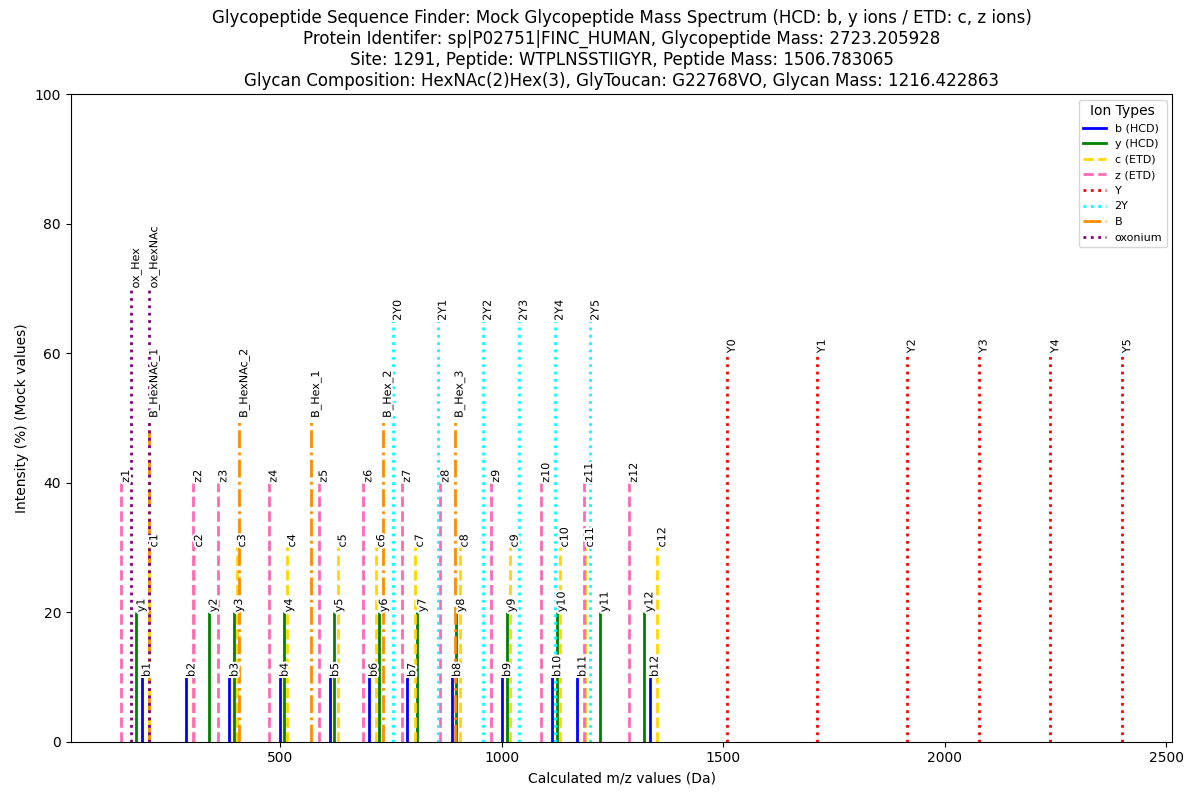 Glycopeptide Sequence Finder: Mock Glycopeptide Mass Spectrum (HCD: b, y ions / ETD: c, z ions)
Protein Identifer: sp|P02751|FINC_HUMAN, Glycopeptide Mass: 2723.205928
Site: 1291, Peptide: WTPLNSSTIIGYR, Peptide Mass: 1506.783065
Glycan Composition: HexNAc(2)Hex(3), GlyToucan: G22768VO, Glycan Mass: 1216.422863
Intensity (%) (Mock values)
100
80
60
40
20
0
Ion Types
b (HCD)
y (HCD)
c (ETD)
z (ETD)
Y
2Y
B
oxonium
ox_Hex
ox_HexNAc
2Y0
2Y1
2Y2
2Y3
2Y4
2Y5
Y0
Y1
Y2
Y3
Y4
Y5
B_HexNAc_1
B_HexNAc_2
B_Hex_1
B_Hex_2
B_Hex_3
z1
z2
z3
z4
z5
z6
z7
z8
z9
z10
z11
z12
c1
c2
c3
c4
c5
c6
c7
c8
c9
c10
c11
c12
y1
y2
y3
y4
y5
y6
y7
y8
y9
y10
y11
y12
b1
b2
b3
b4
b5
b6
b7
b8
b9
b10
b11
b12
500
1000
1500
2000
2500
Calculated m/z values (Da)